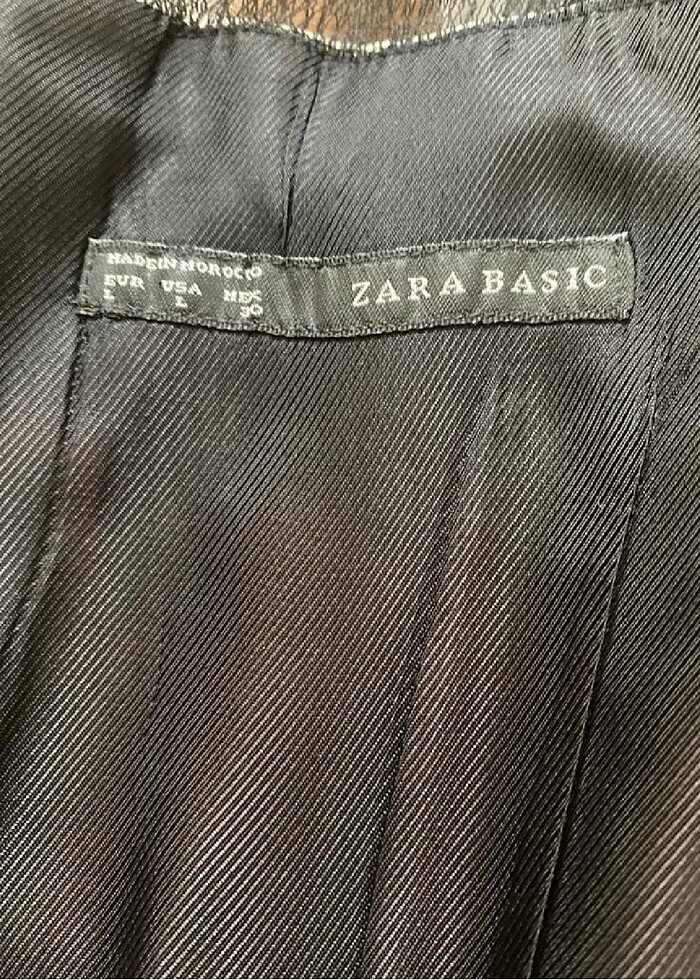 MADE IN MOROCCO
EUR USA MEX
L L 30
ZARA BASIC